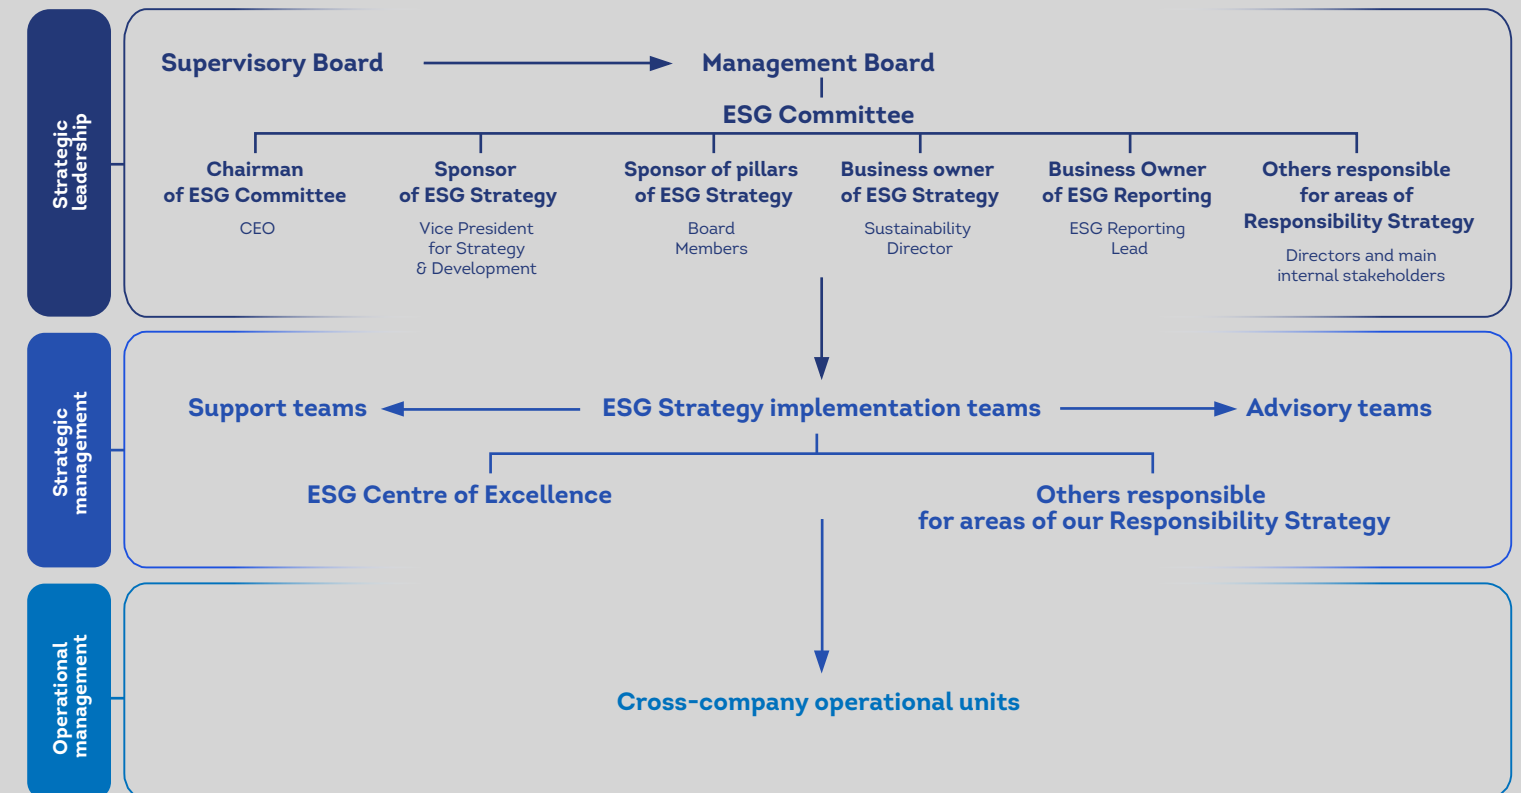 Strategic
leadership
Supervisory Board
Management Board
ESG Committee
Chairman
of ESG Committee
CEO
Sponsor
of ESG Strategy
Vice President
for Strategy
& Development
Sponsor of pillars
of ESG Strategy
Board
Members
Business owner
of ESG Strategy
Sustainability
Director
Business Owner
of ESG Reporting
ESG Reporting
Lead
Others responsible
for areas of
Responsibility Strategy
Directors and main
internal stakeholders
Strategic
management
Support teams
ESG Strategy implementation teams
Advisory teams
ESG Centre of Excellence
Others responsible
for areas of our Responsibility Strategy
Operational
management
Cross-company operational units